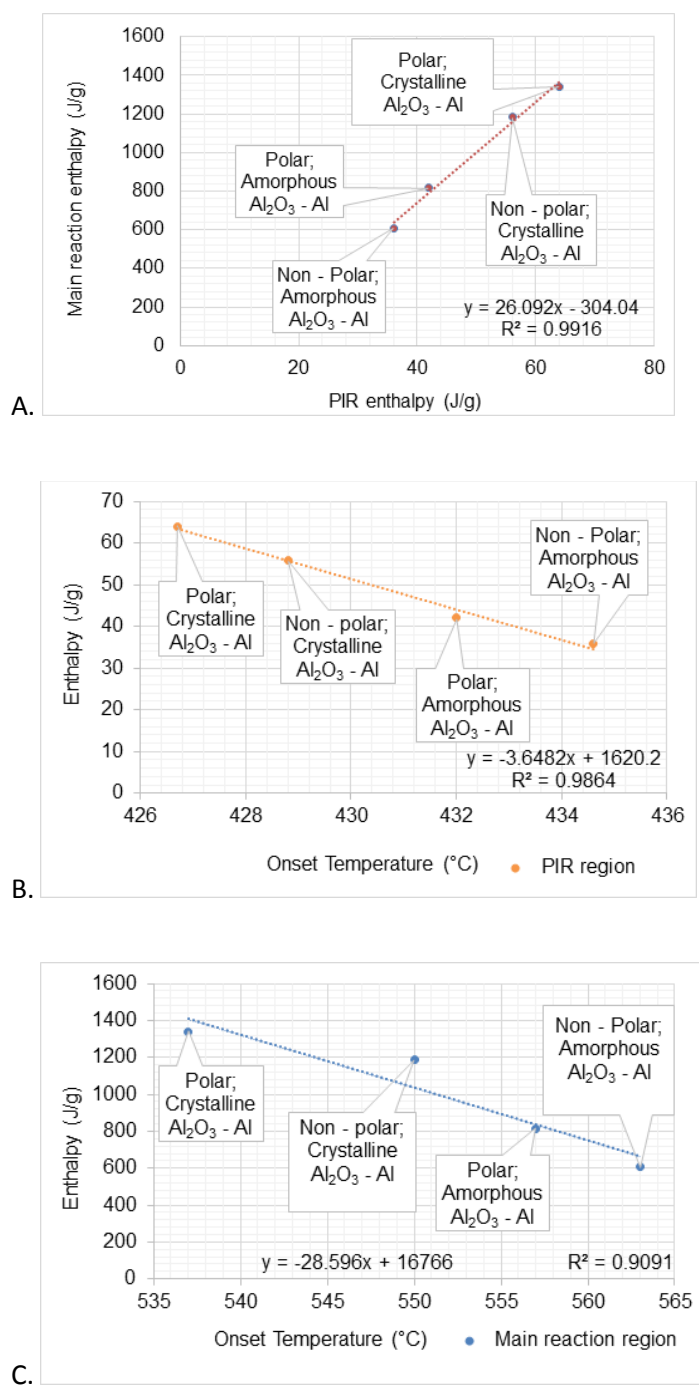 1600
1400
1200
1000
800
600
400
200
0
Main reaction enthalpy (J/g)
Polar;
Crystalline
Al₂O₃ - Al
Polar;
Amorphous
Al₂O₃ - Al
Non - polar;
Crystalline
Al₂O₃ - Al
Non - Polar;
Amorphous
Al₂O₃ - Al
y = 26.092x - 304.04
R² = 0.9916
0 20 40 60 80
PIR enthalpy (J/g)
A.
70
60
50
40
30
20
10
0
Enthalpy (J/g)
Non - Polar;
Amorphous
Al₂O₃ - Al
Polar;
Crystalline
Al₂O₃ - Al
Non - polar;
Crystalline
Al₂O₃ - Al
Polar;
Amorphous
Al₂O₃ - Al
y = -3.6482x + 1620.2
R² = 0.9864
426 428 430 432 434 436
Onset Temperature (°C)
PIR region
B.
1600
1400
1200
1000
800
600
400
200
0
Enthalpy (J/g)
Non - Polar;
Amorphous
Al₂O₃ - Al
Polar;
Crystalline
Al₂O₃ - Al
Non - polar;
Crystalline
Al₂O₃ - Al
Polar;
Amorphous
Al₂O₃ - Al
y = -28.596x + 16766
R² = 0.9091
535 540 545 550 555 560 565
Onset Temperature (°C)
Main reaction region
C.